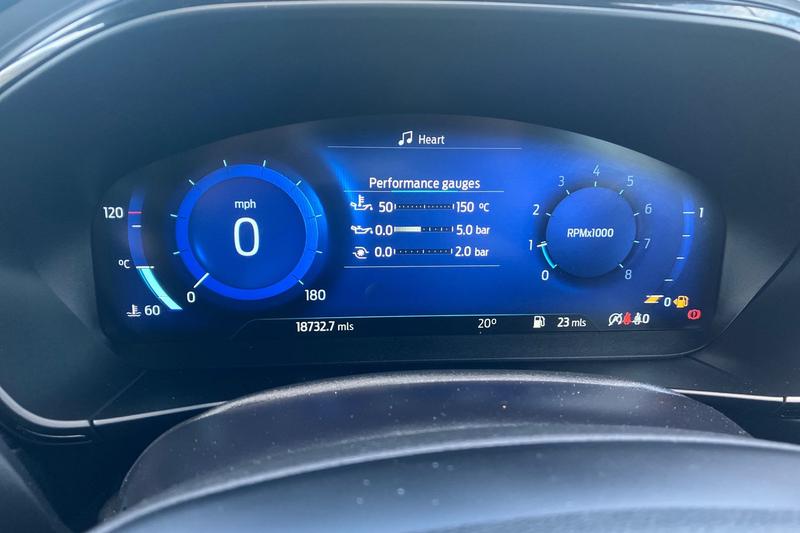 Heart
Performance gauges
50 150 °C
0.0 5.0 bar
0.0 2.0 bar
120
°C
60
mph
0
0 180
0 1 2 3 4 5 6 7 8
RPMx1000
1
0
18732.7 mls
20°
23 mls